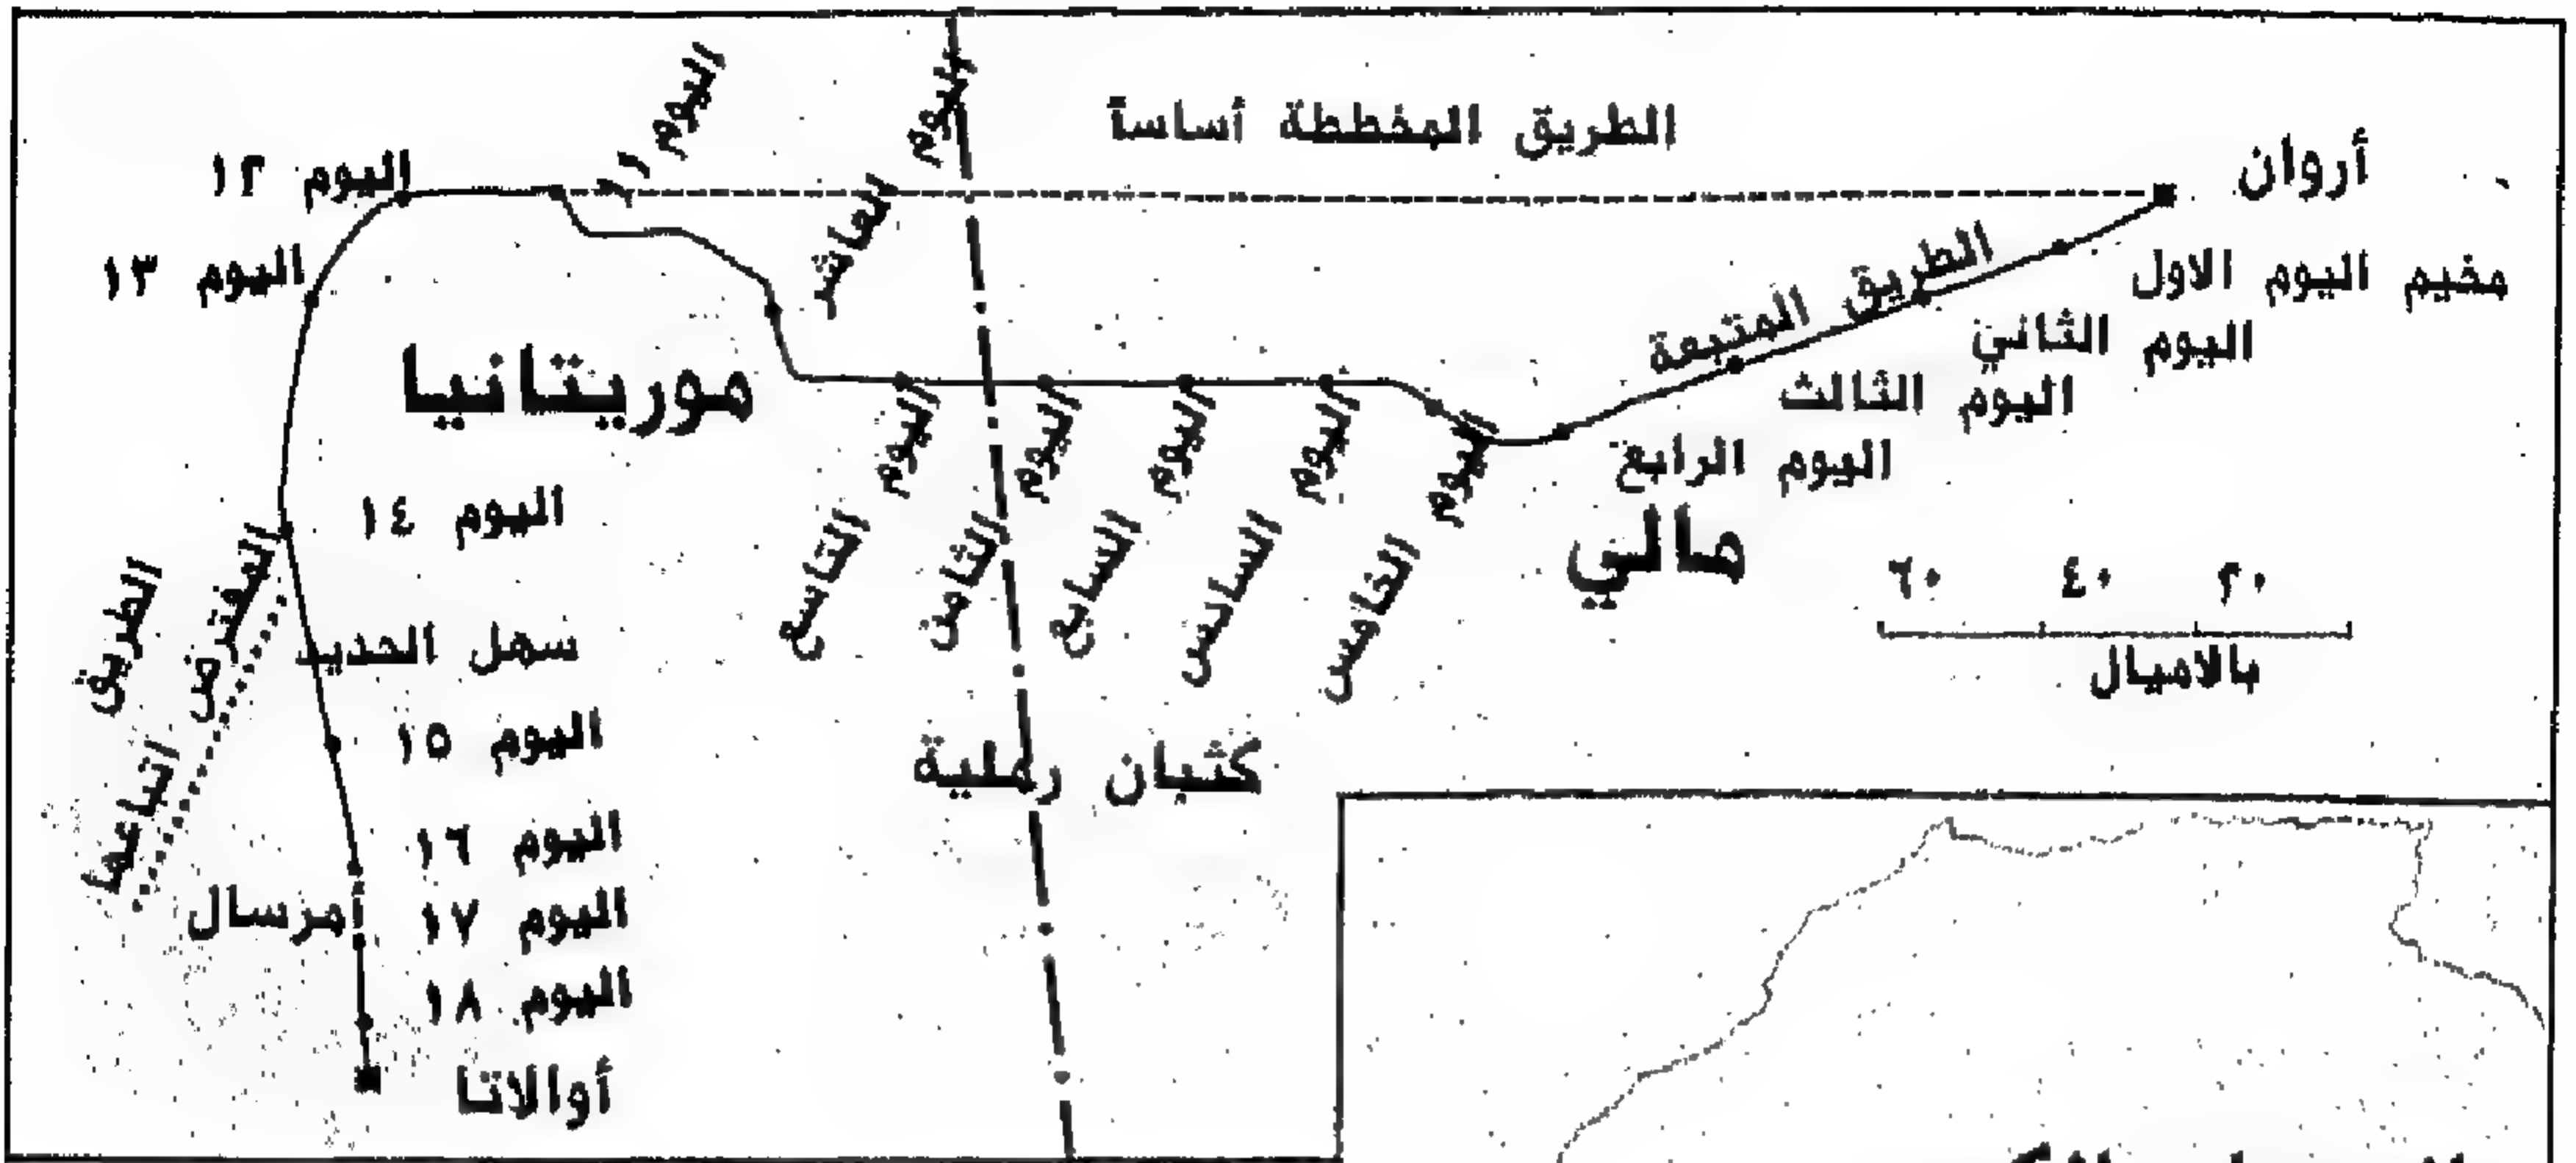 الطريق المخططة أساساً
أروان
مخيم اليوم الاول
اليوم الثاني
اليوم الثالث
اليوم الرابع
الطريق المتبعة
اليوم الخامس
اليوم السادس
اليوم السابع
اليوم الثامن
اليوم التاسع
اليوم العاشر
اليوم ١١
اليوم ١٢
اليوم ١٣
موريتانيا
مالي
٦٠ ٤٠ ٢٠
بالاميال
اليوم ١٤
الطريق
المفترض
اتباعها
سهل الحديد
اليوم ١٥
كثبان رملية
اليوم ١٦
اليوم ١٧
أمرسال
اليوم ١٨
أوالاتا